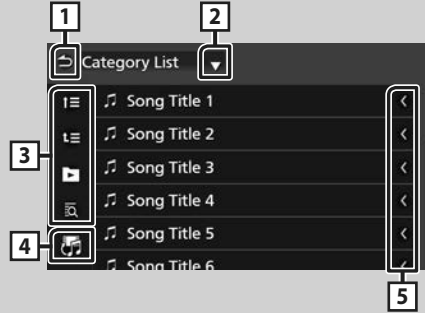 1
2
Category List
Song Title 1
Song Title 2
Song Title 3
3
Song Title 4
Song Title 5
4
Song Title 6
5